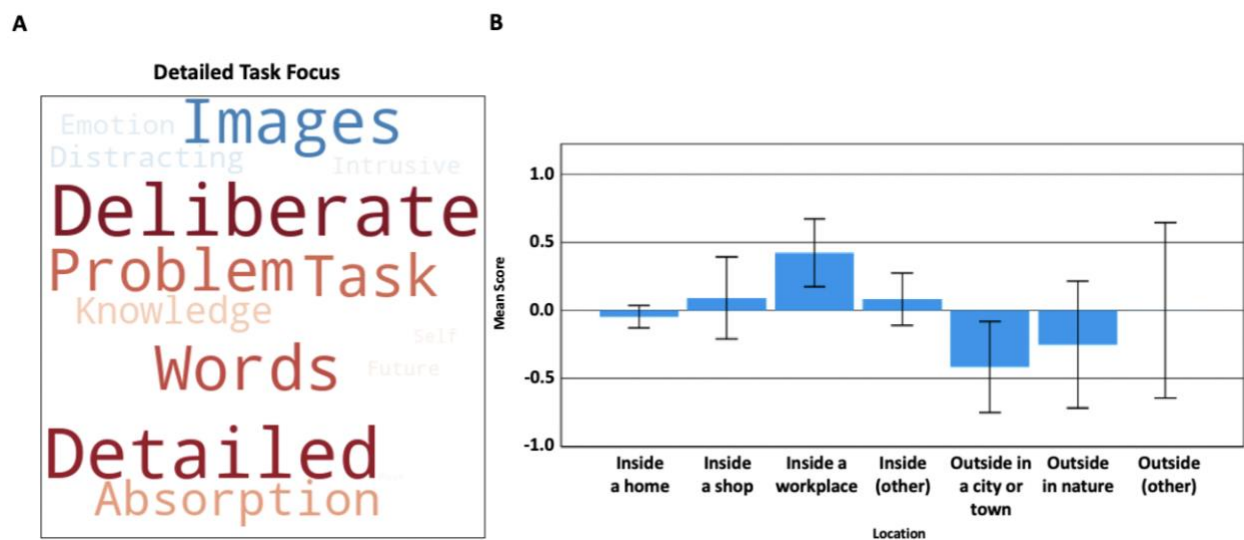 A
B
Detailed Task Focus
Emotion Images
Distracting Intrusive
Deliberate
Problem Task
Knowledge
Self
Words Future
Detailed
Absorption
1.0
0.5
0.0
-0.5
-1.0
Mean Score
Inside a home
Inside a shop
Inside a workplace
Inside (other)
Outside in a city or town
Outside in nature
Outside (other)
Location